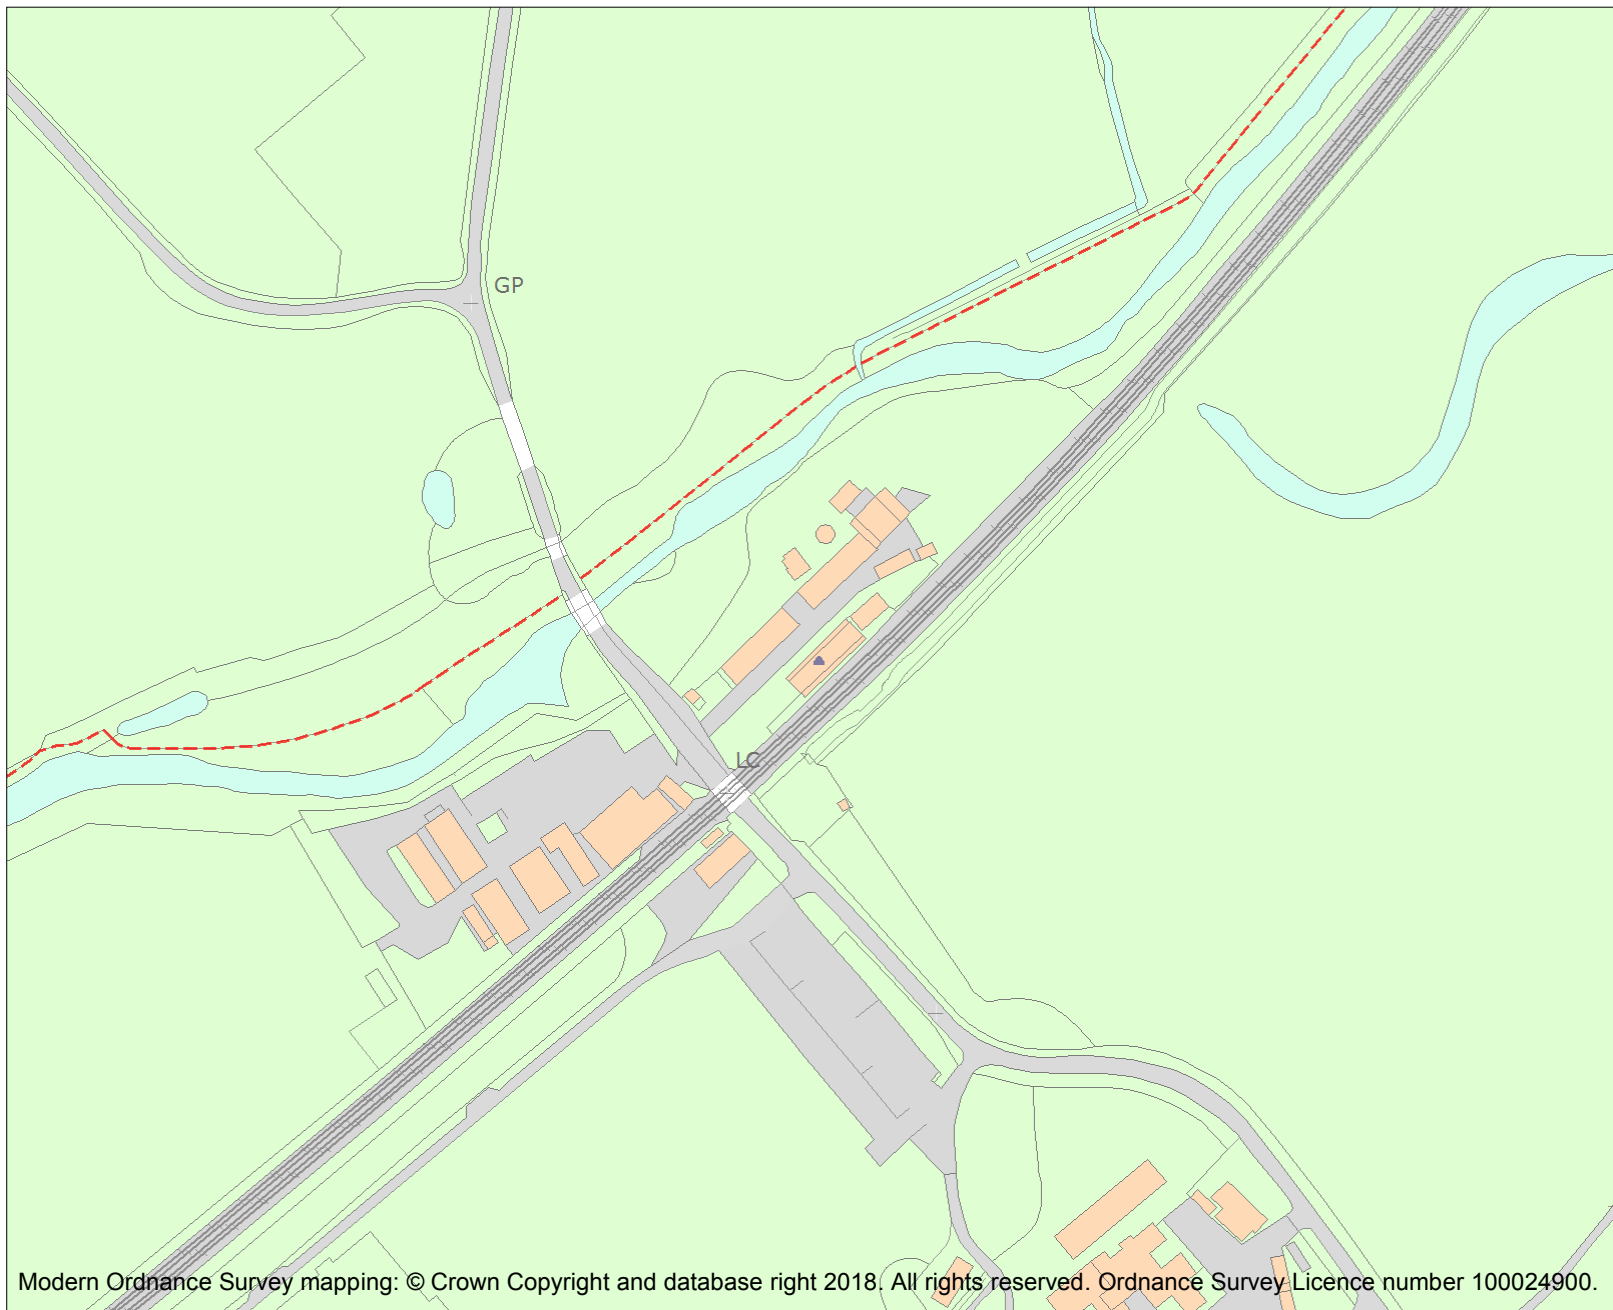 GP
LC
Modern Ordnance Survey mapping: © Crown Copyright and database right 2018. All rights reserved. Ordnance Survey Licence number 100024900.